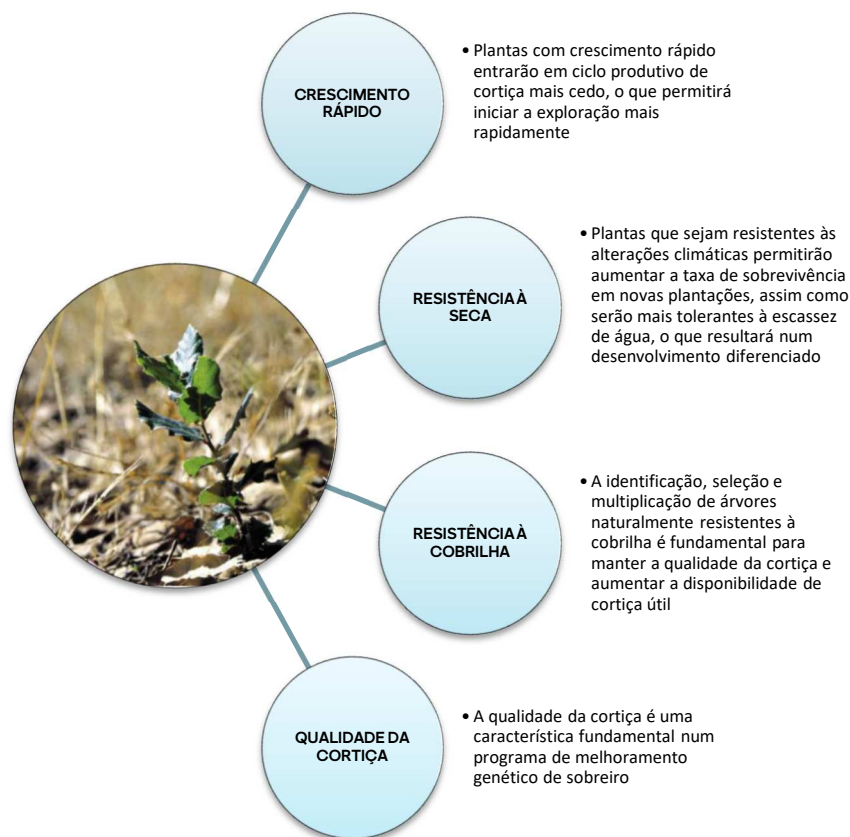 CRESCIMENTO
RÁPIDO
• Plantas com crescimento rápido
entrarão em ciclo produtivo de
cortiça mais cedo, o que permitirá
iniciar a exploração mais
rapidamente
RESISTÊNCIA À
SECA
• Plantas que sejam resistentes às
alterações climáticas permitirão
aumentar a taxa de sobrevivência
em novas plantações, assim como
serão mais tolerantes à escassez
de água, o que resultará num
desenvolvimento diferenciado
RESISTÊNCIA À
COBRILHA
• A identificação, seleção e
multiplicação de árvores
naturalmente resistentes à
cobrilha é fundamental para
manter a qualidade da cortiça e
aumentar a disponibilidade de
cortiça útil
QUALIDADE DA
CORTIÇA
• A qualidade da cortiça é uma
característica fundamental num
programa de melhoramento
genético de sobreiro